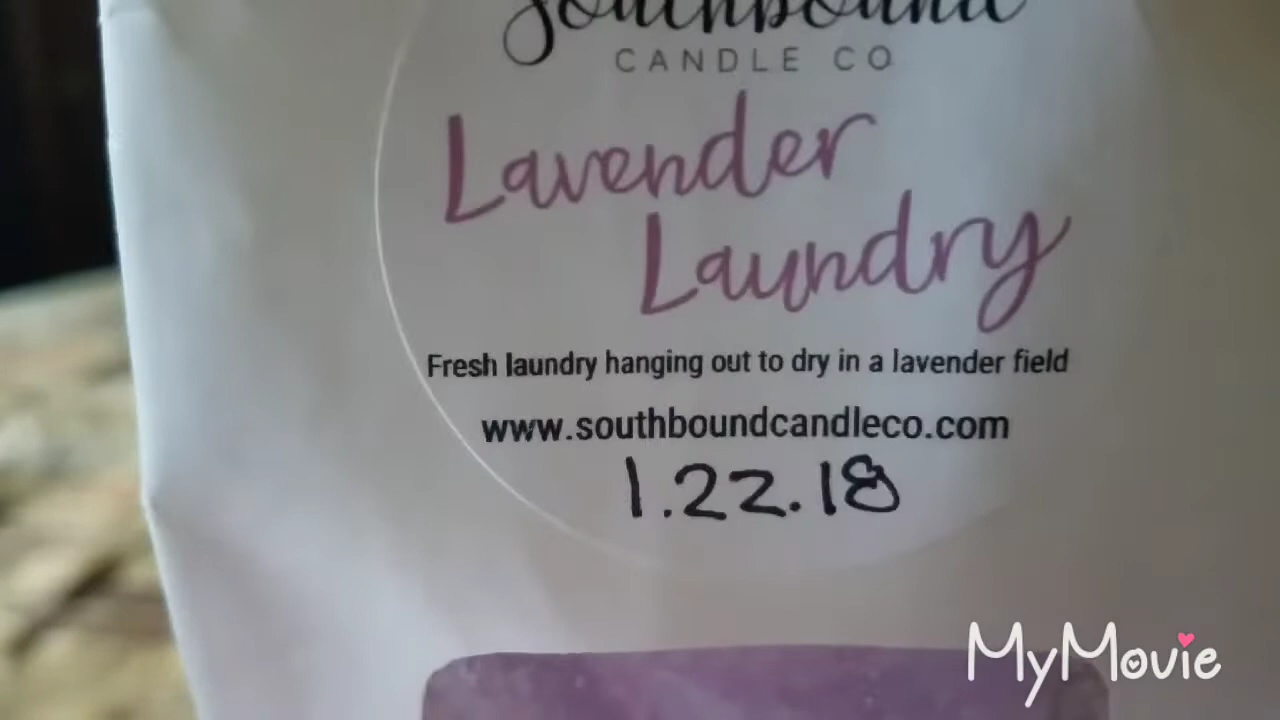 Southbound
CANDLE CO
Lavender
Laundry
Fresh laundry hanging out to dry in a lavender field
www.southboundcandleco.com
1.22.18
MyMovie